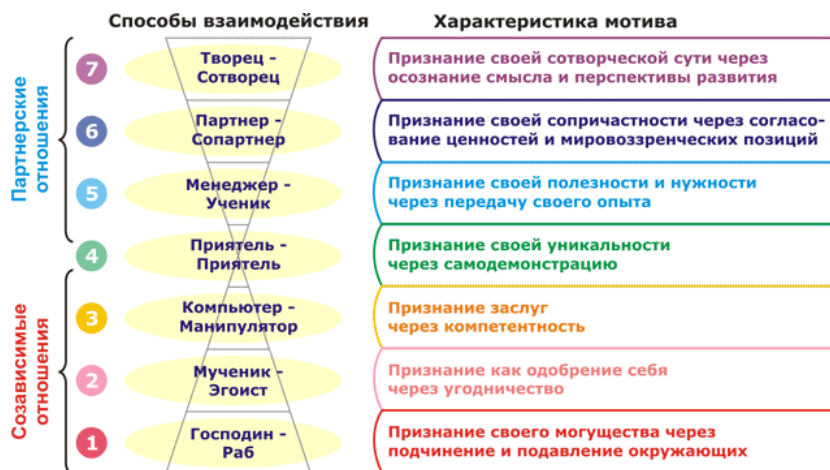 Способы взаимодействия
Характеристика мотива
Партнерские
отношения
7
Творец -
Сотворец
Признание своей сотворческой сути через
осознание смысла и перспективы развития
6
Партнер -
Сопартнер
Признание своей сопричастности через согласо-
вание ценностей и мировоззренческих позиций
5
Менеджер -
Ученик
Признание своей полезности и нужности
через передачу своего опыта
4
Приятель -
Приятель
Признание своей уникальности
через самодемонстрацию
Созависимые
отношения
3
Компьютер -
Манипулятор
Признание заслуг
через компетентность
2
Мученик -
Эгоист
Признание как одобрение себя
через угодничество
1
Господин -
Раб
Признание своего могущества через
подчинение и подавление окружающих